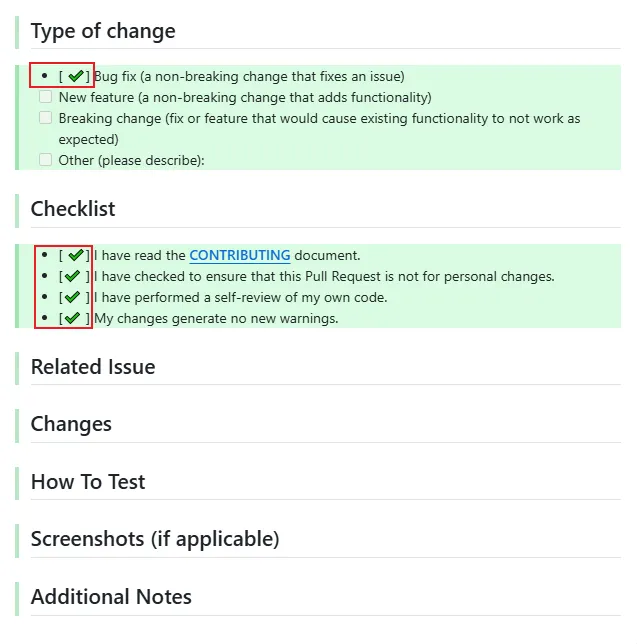 Type of change
• [ ✔ ] Bug fix (a non-breaking change that fixes an issue)
New feature (a non-breaking change that adds functionality)
Breaking change (fix or feature that would cause existing functionality to not work as
expected)
Other (please describe):
Checklist
• [ ✔ ] I have read the CONTRIBUTING document.
• [✔ ] I have checked to ensure that this Pull Request is not for personal changes.
• [✔ ] I have performed a self-review of my own code.
• [✔ ] My changes generate no new warnings.
Related Issue
Changes
How To Test
Screenshots (if applicable)
Additional Notes